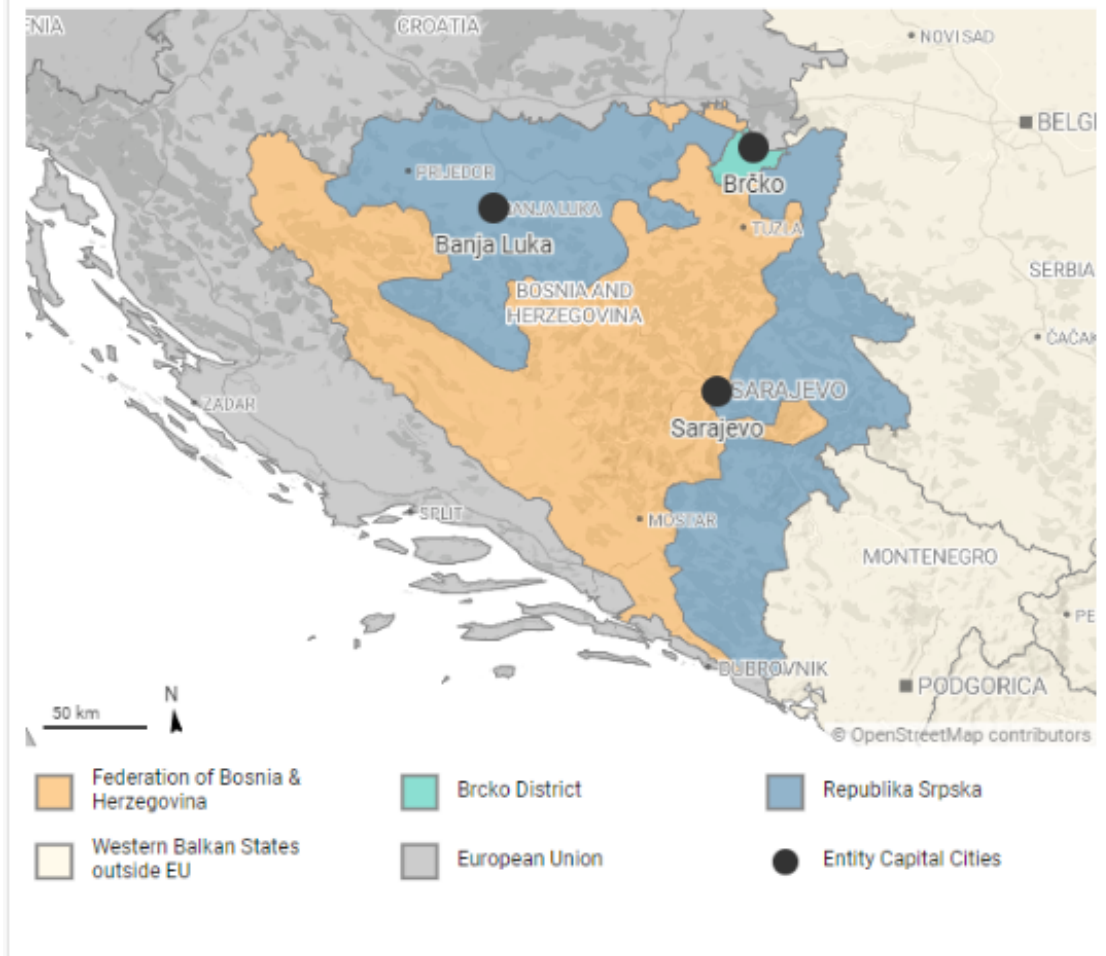 ENIA
CROATIA
NOVI SAD
BELG
PRIJEDOR
BANJA LUKA
Banja Luka
Brčko
TUZLA
BOSNIA AND
HERZEGOVINA
SERBIA
ČAČAK
ZADAR
SARAJEVO
Sarajevo
SPLIT
MOSTAR
MONTENEGRO
PE
DUBROVNIK
PODGORICA
N
50 km
© OpenStreetMap contributors
Federation of Bosnia &
Herzegovina
Brcko District
Republika Srpska
Western Balkan States
outside EU
European Union
Entity Capital Cities